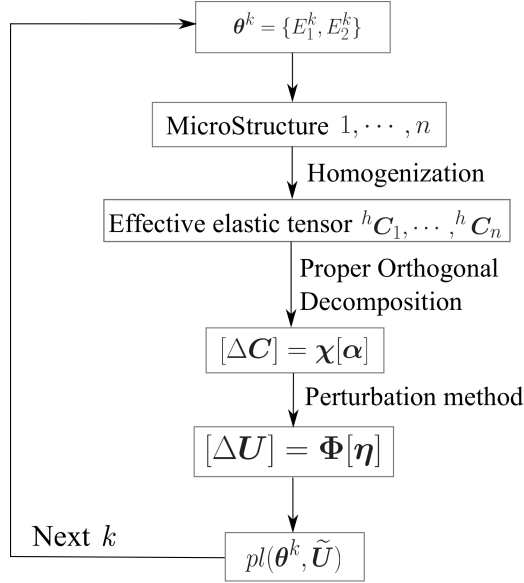 θ^k = {E_1^k, E_2^k}
MicroStructure 1, ⋯ , n
Homogenization
Effective elastic tensor ^hC_1, ⋯ , ^hC_n
Proper Orthogonal
Decomposition
[ΔC] = χ[α]
Perturbation method
[ΔU] = Φ[η]
Next k
pl(θ^k, Ũ)